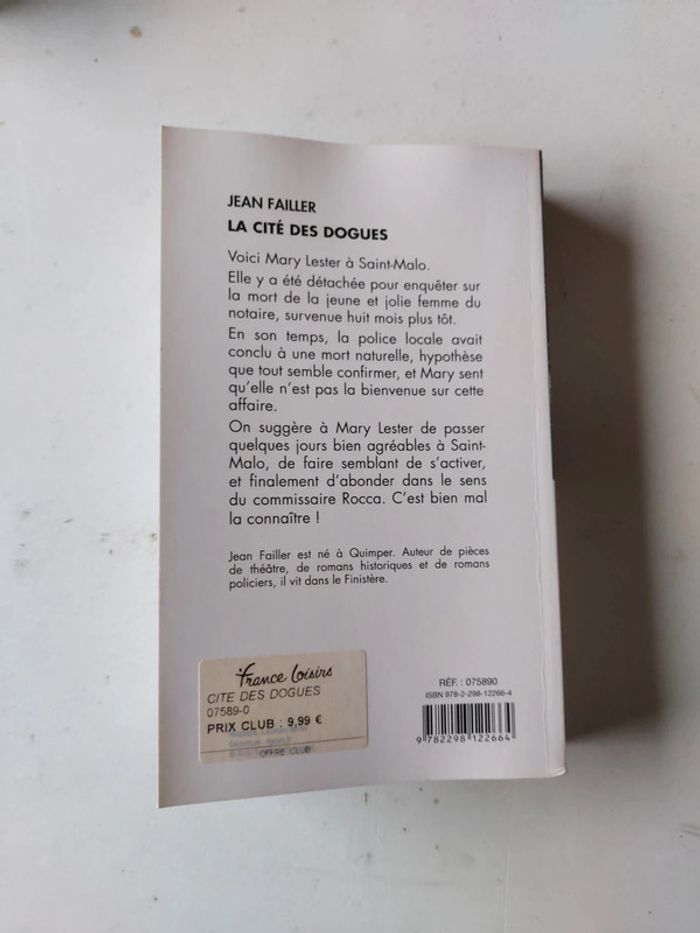 JEAN FAILLER
LA CITÉ DES DOGUES
Voici Mary Lester à Saint-Malo.
Elle y a été détachée pour enquêter sur
la mort de la jeune et jolie femme du
notaire, survenue huit mois plus tôt.
En son temps, la police locale avait
conclu à une mort naturelle, hypothèse
que tout semble confirmer, et Mary sent
qu'elle n'est pas la bienvenue sur cette
affaire.
On suggère à Mary Lester de passer
quelques jours bien agréables à Saint-
Malo, de faire semblant de s'activer,
et finalement d'abonder dans le sens
du commissaire Rocca. C'est bien mal
la connaître !
Jean Failler est né à Quimper. Auteur de pièces
de théâtre, de romans historiques et de romans
policiers, il vit dans le Finistère.
France Loisirs
CITE DES DOGUES
07589-0
PRIX CLUB : 9,99 €
OFFRE CLUB
RÉF. : 075890
ISBN 978-2-298-12266-4
9 782298 122664